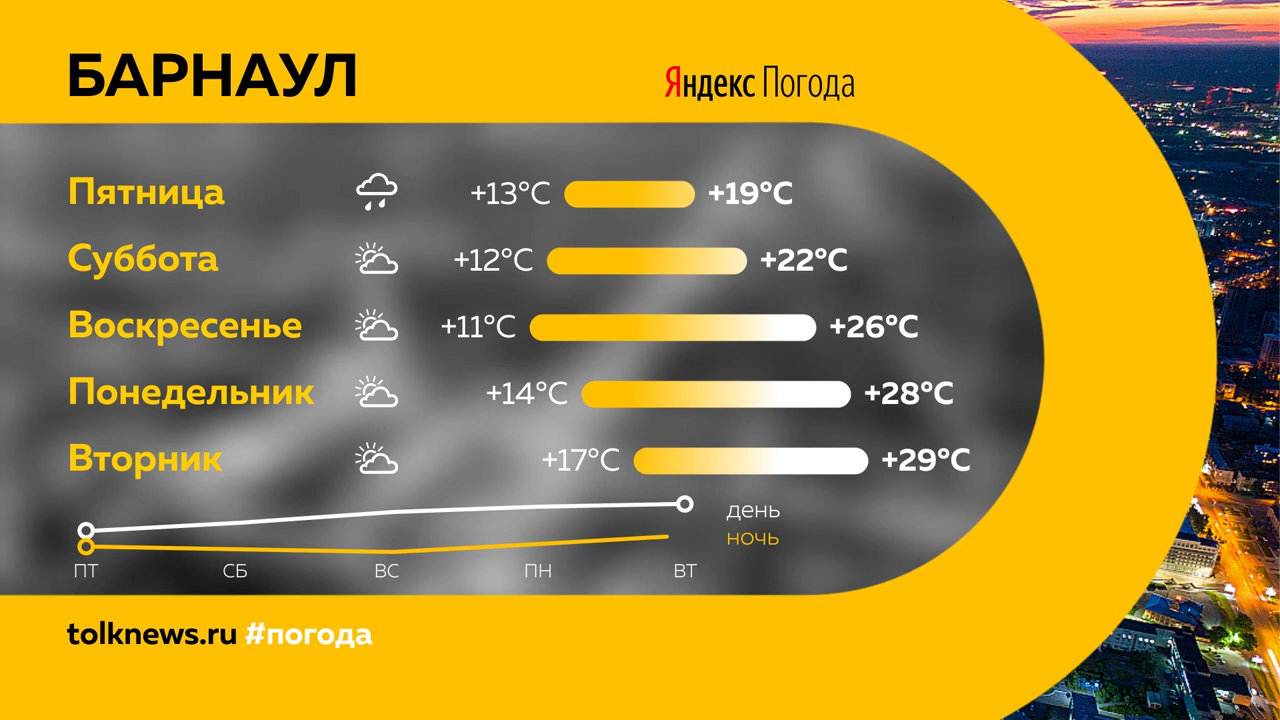 БАРНАУЛ
Яндекс Погода
Пятница +13°C +19°C
Суббота +12°C +22°C
Воскресенье +11°C +26°C
Понедельник +14°C +28°C
Вторник +17°C +29°C
день
ночь
ПТ СБ ВС ПН ВТ
tolknews.ru #погода